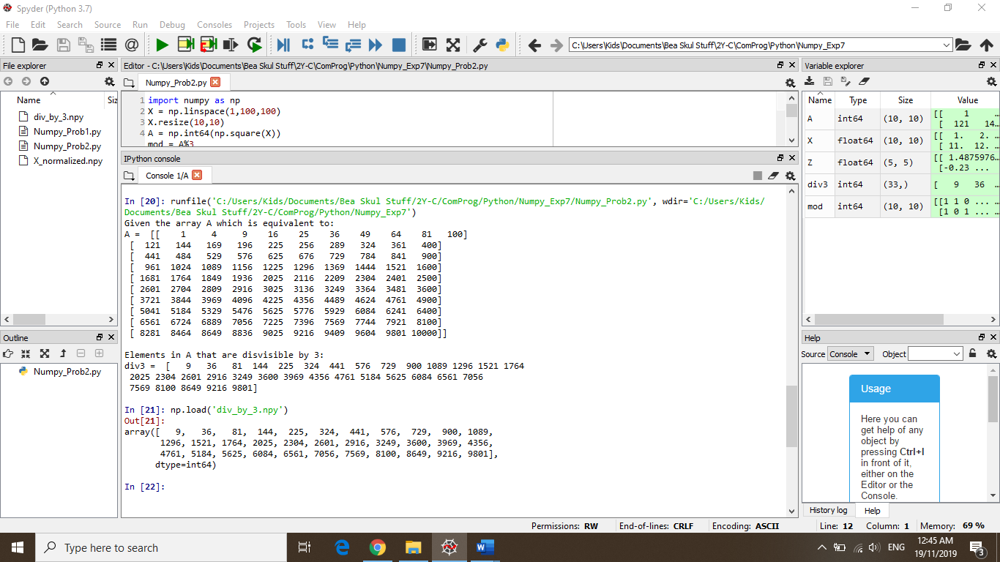 Spyder (Python 3.7)
File Edit Search Source Run Debug Consoles Projects Tools View Help
C:\Users\Kids\Documents\Bea Skul Stuff\2Y-C\ComProg\Python\Numpy_Exp7
File explorer
Name Siz
div_by_3.npy
Numpy_Prob1.py
Numpy_Prob2.py
X_normalized.npy
Outline
Numpy_Prob2.py
Editor - C:\Users\Kids\Documents\Bea Skul Stuff\2Y-C\ComProg\Python\Numpy_Exp7\Numpy_Prob2.py
Numpy_Prob2.py
1 import numpy as np
2 X = np.linspace(1,100,100)
3 X.resize(10,10)
4 A = np.int64(np.square(X))
mod = A%3
IPython console
Console 1/A
In [20]: runfile('C:/Users/Kids/Documents/Bea Skul Stuff/2Y-C/ComProg/Python/Numpy_Exp7/Numpy_Prob2.py', wdir='C:/Users/Kids/
Documents/Bea Skul Stuff/2Y-C/ComProg/Python/Numpy_Exp7')
Given the array A which is equivalent to:
A =  [[    1     4     9    16    25    36    49    64    81   100]
 [  121   144   169   196   225   256   289   324   361   400]
 [  441   484   529   576   625   676   729   784   841   900]
 [  961  1024  1089  1156  1225  1296  1369  1444  1521  1600]
 [ 1681  1764  1849  1936  2025  2116  2209  2304  2401  2500]
 [ 2601  2704  2809  2916  3025  3136  3249  3364  3481  3600]
 [ 3721  3844  3969  4096  4225  4356  4489  4624  4761  4900]
 [ 5041  5184  5329  5476  5625  5776  5929  6084  6241  6400]
 [ 6561  6724  6889  7056  7225  7396  7569  7744  7921  8100]
 [ 8281  8464  8649  8836  9025  9216  9409  9604  9801 10000]]
Elements in A that are disvisible by 3:
div3 =  [   9   36   81  144  225  324  441  576  729  900 1089 1296 1521 1764
 2025 2304 2601 2916 3249 3600 3969 4356 4761 5184 5625 6084 6561 7056
 7569 8100 8649 9216 9801]
In [21]: np.load('div_by_3.npy')
Out[21]:
array([   9,   36,   81,  144,  225,  324,  441,  576,  729,  900, 1089,
       1296, 1521, 1764, 2025, 2304, 2601, 2916, 3249, 3600, 3969, 4356,
       4761, 5184, 5625, 6084, 6561, 7056, 7569, 8100, 8649, 9216, 9801],
      dtype=int64)
In [22]:
Variable explorer
Name Type Size Value
A int64 (10, 10) [[ 1 ...
[ 121 14...
X float64 (10, 10) [[ 1. 2. ...
[ 11. 12. ...
Z float64 (5, 5) [[ 1.4875976...
[-0.23 ...
div3 int64 (33,) [ 9 36 ...
mod int64 (10, 10) [[1 1 0 ... ...
[1 0 1 ... ...
Help
Source Console Object
Usage
Here you can
get help of any
object by
pressing Ctrl+I
in front of it,
either on the
Editor or the
Console.
History log Help
Permissions: RW End-of-lines: CRLF Encoding: ASCII Line: 12 Column: 1 Memory: 69 %
Type here to search
ENG
12:45 AM
19/11/2019
3